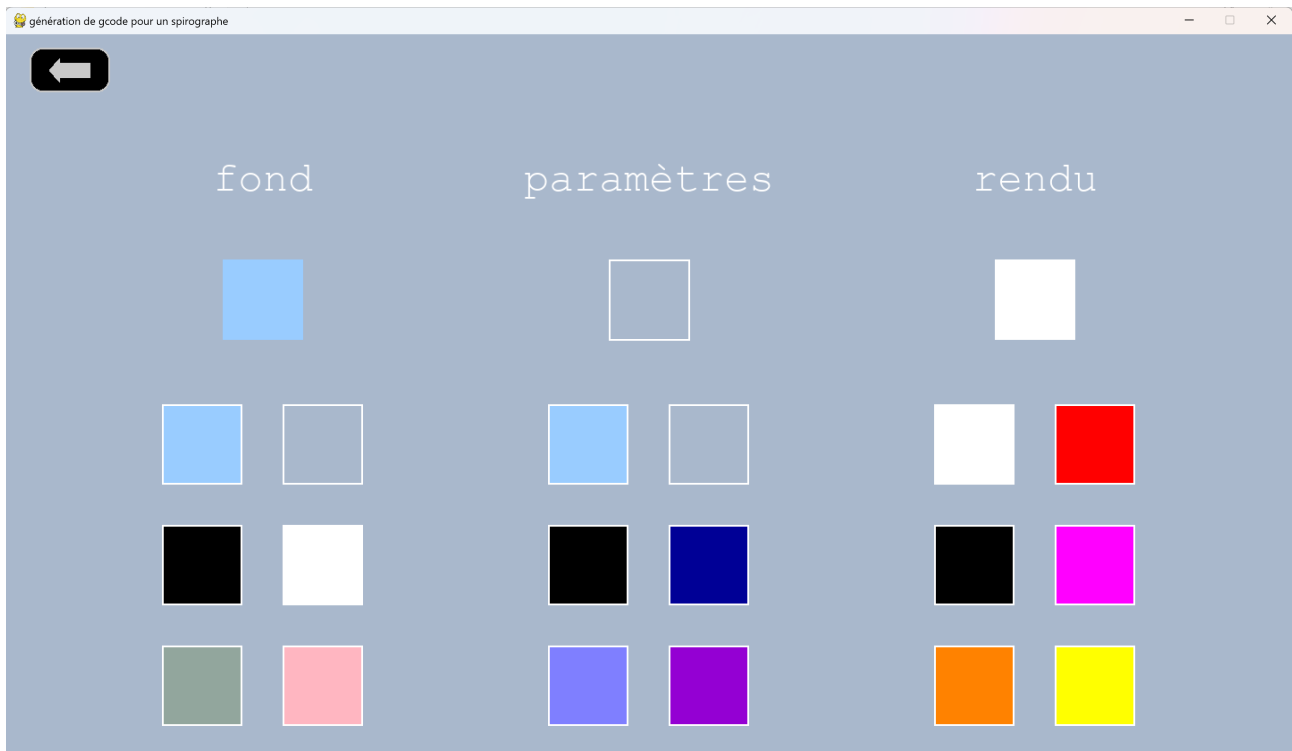 génération de gcode pour un spirographe
fond paramètres rendu